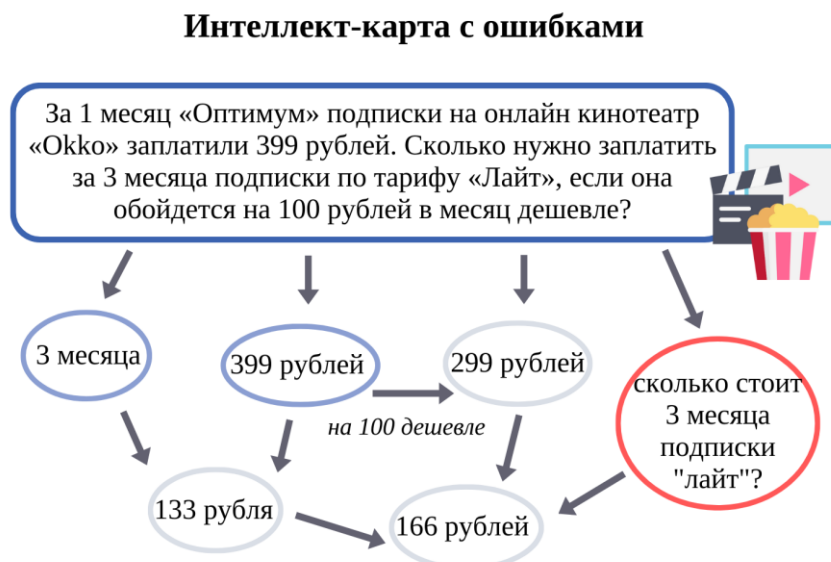 Интеллект-карта с ошибками
За 1 месяц «Оптимум» подписки на онлайн кинотеатр
«Okko» заплатили 399 рублей. Сколько нужно заплатить
за 3 месяца подписки по тарифу «Лайт», если она
обойдется на 100 рублей в месяц дешевле?
3 месяца
399 рублей
299 рублей
на 100 дешевле
сколько стоит
3 месяца
подписки
"лайт"?
133 рубля
166 рублей